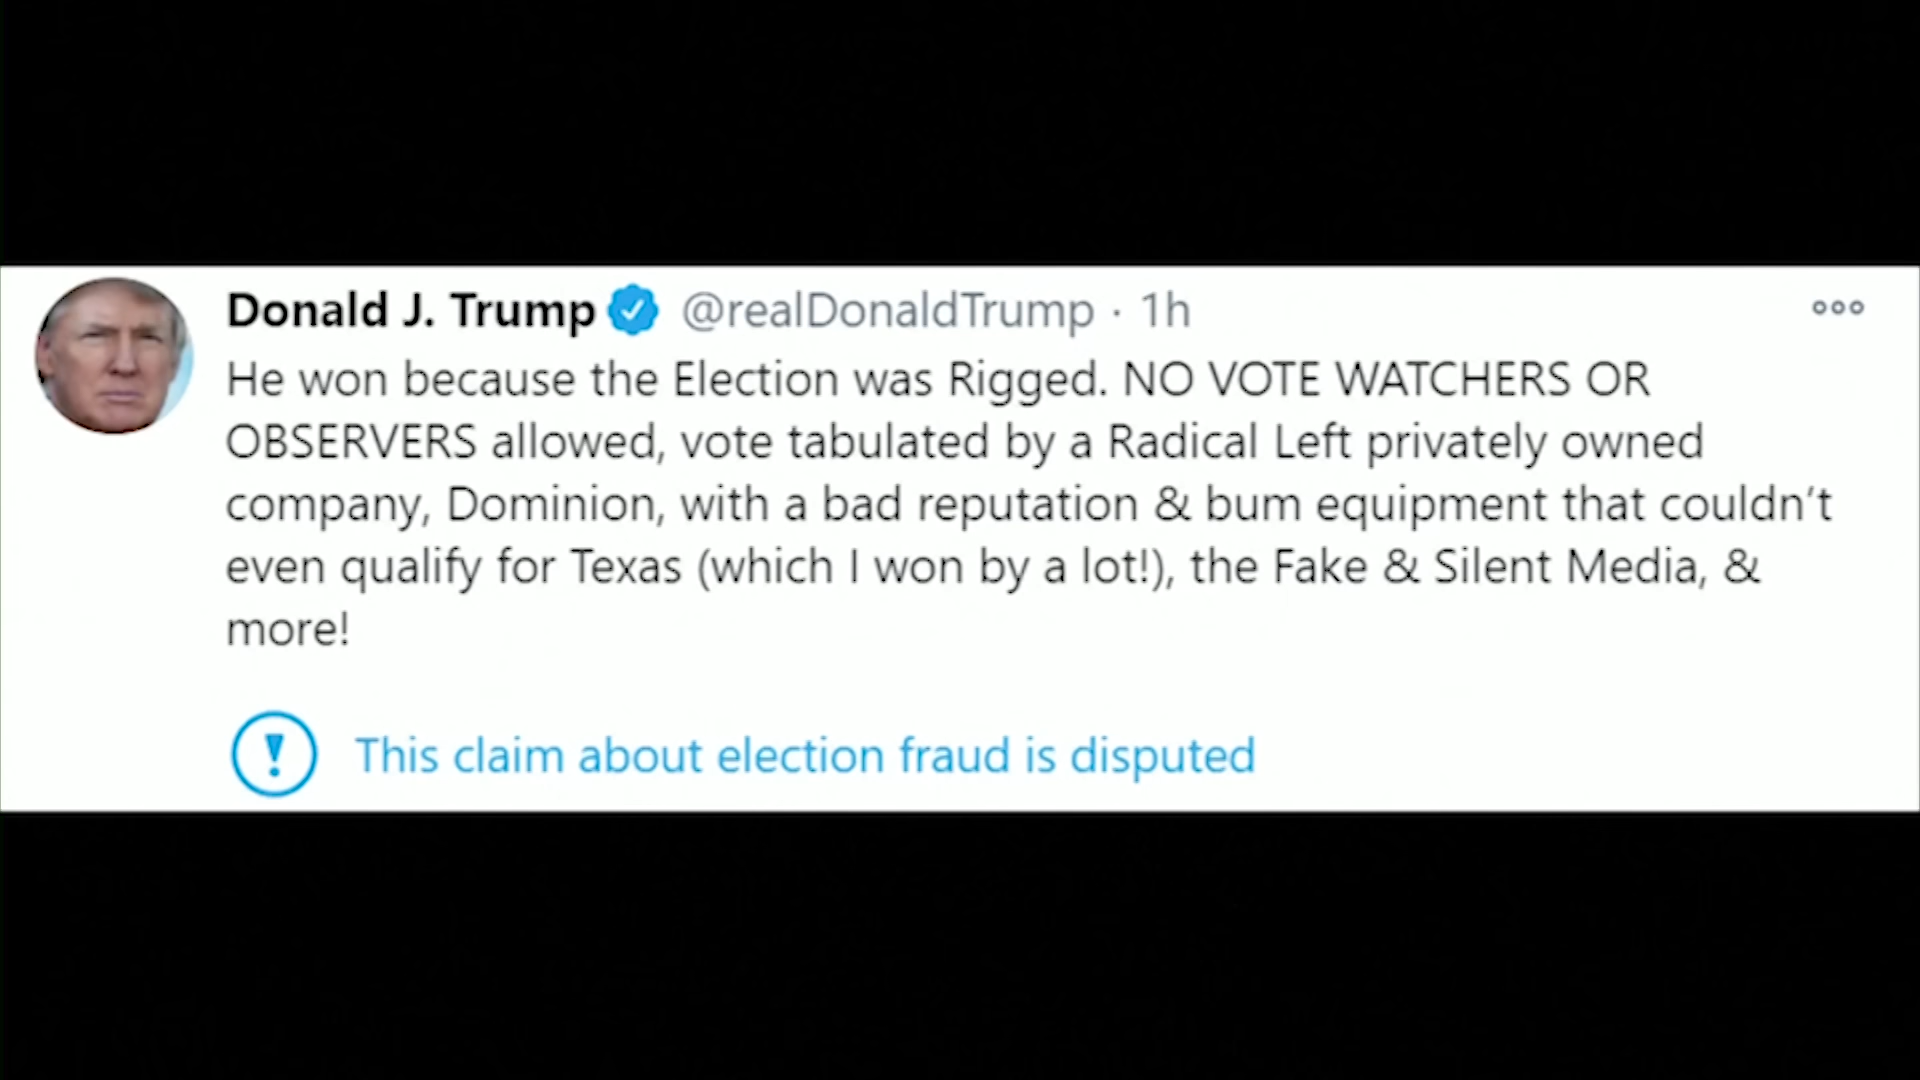 Donald J. Trump @realDonaldTrump · 1h
He won because the Election was Rigged. NO VOTE WATCHERS OR
OBSERVERS allowed, vote tabulated by a Radical Left privately owned
company, Dominion, with a bad reputation & bum equipment that couldn't
even qualify for Texas (which I won by a lot!), the Fake & Silent Media, &
more!
This claim about election fraud is disputed